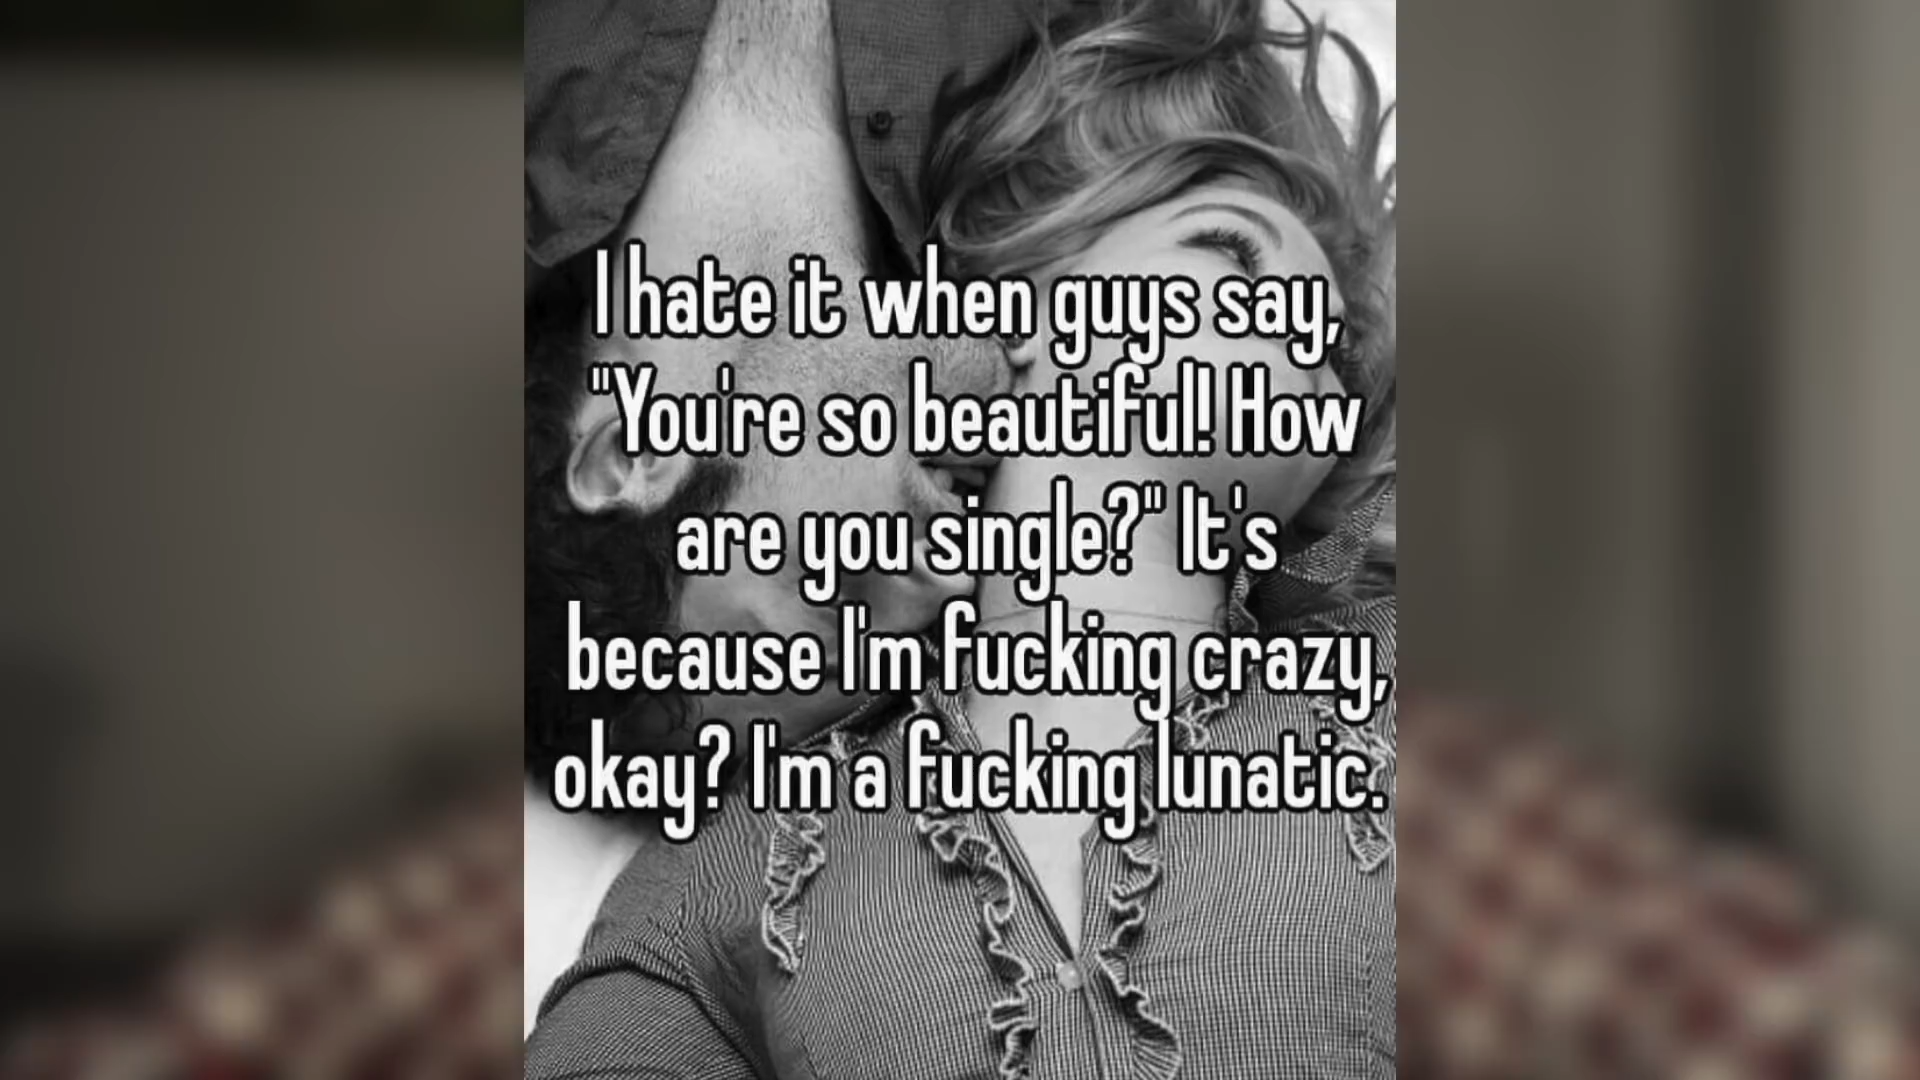 I hate it when guys say,
"You're so beautiful! How
are you single?" It's
because I'm fucking crazy,
okay? I'm a fucking lunatic.